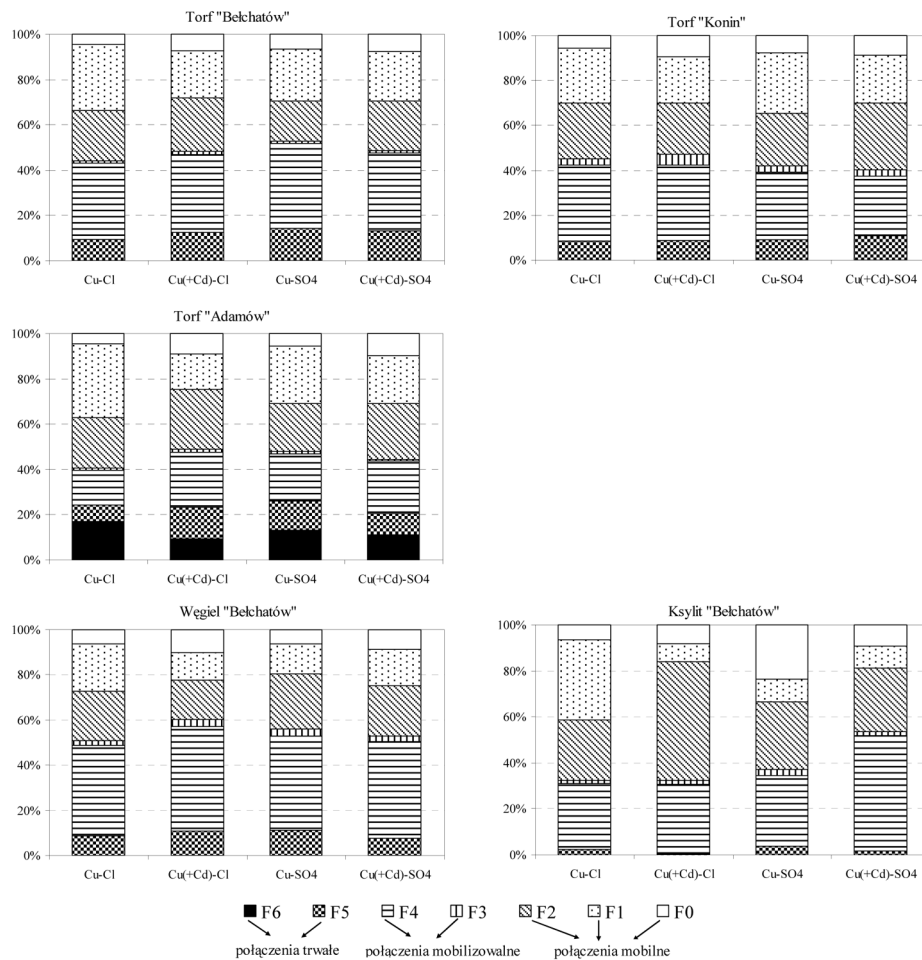 Torf "Bełchatów"
100%
80%
60%
40%
20%
0%
Cu-Cl Cu(+Cd)-Cl Cu-SO4 Cu(+Cd)-SO4
Torf "Konin"
100%
80%
60%
40%
20%
0%
Cu-Cl Cu(+Cd)-Cl Cu-SO4 Cu(+Cd)-SO4
Torf "Adamów"
100%
80%
60%
40%
20%
0%
Cu-Cl Cu(+Cd)-Cl Cu-SO4 Cu(+Cd)-SO4
Węgiel "Bełchatów"
100%
80%
60%
40%
20%
0%
Cu-Cl Cu(+Cd)-Cl Cu-SO4 Cu(+Cd)-SO4
Ksylit "Bełchatów"
100%
80%
60%
40%
20%
0%
Cu-Cl Cu(+Cd)-Cl Cu-SO4 Cu(+Cd)-SO4
F6 F5 F4 F3 F2 F1 F0
połączenia trwałe połączenia mobilizowalne połączenia mobilne